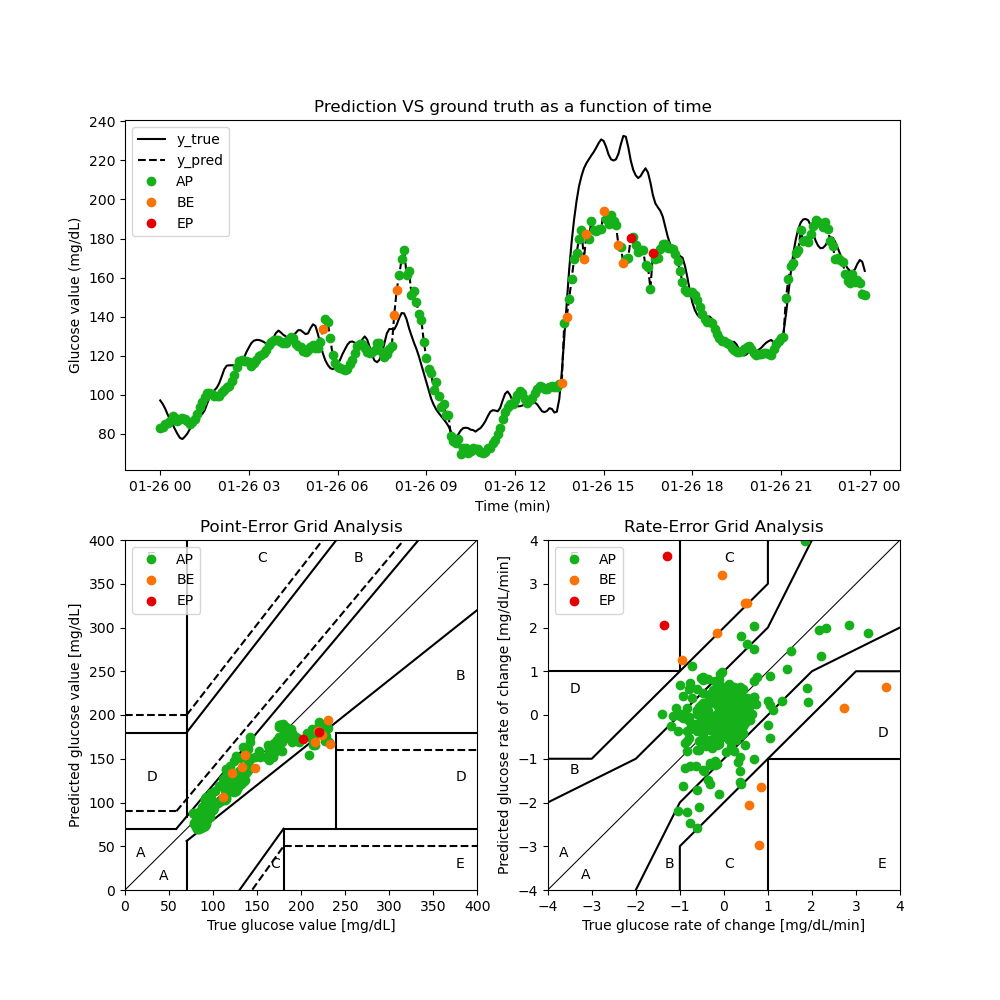 Prediction VS ground truth as a function of time
240
220
200
180
160
140
120
100
80
Glucose value (mg/dL)
y_true
y_pred
AP
BE
EP
01-26 00 01-26 03 01-26 06 01-26 09 01-26 12 01-26 15 01-26 18 01-26 21 01-27 00
Time (min)
Point-Error Grid Analysis
400
350
300
250
200
150
100
50
0
Predicted glucose value [mg/dL]
AP
BE
EP
C
B
B
D
D
A
A
C
E
0 50 100 150 200 250 300 350 400
True glucose value [mg/dL]
Rate-Error Grid Analysis
4
3
2
1
0
−1
−2
−3
−4
Predicted glucose rate of change [mg/dL/min]
AP
BE
EP
C
D
D
B
A
A
B
C
E
−4 −3 −2 −1 0 1 2 3 4
True glucose rate of change [mg/dL/min]